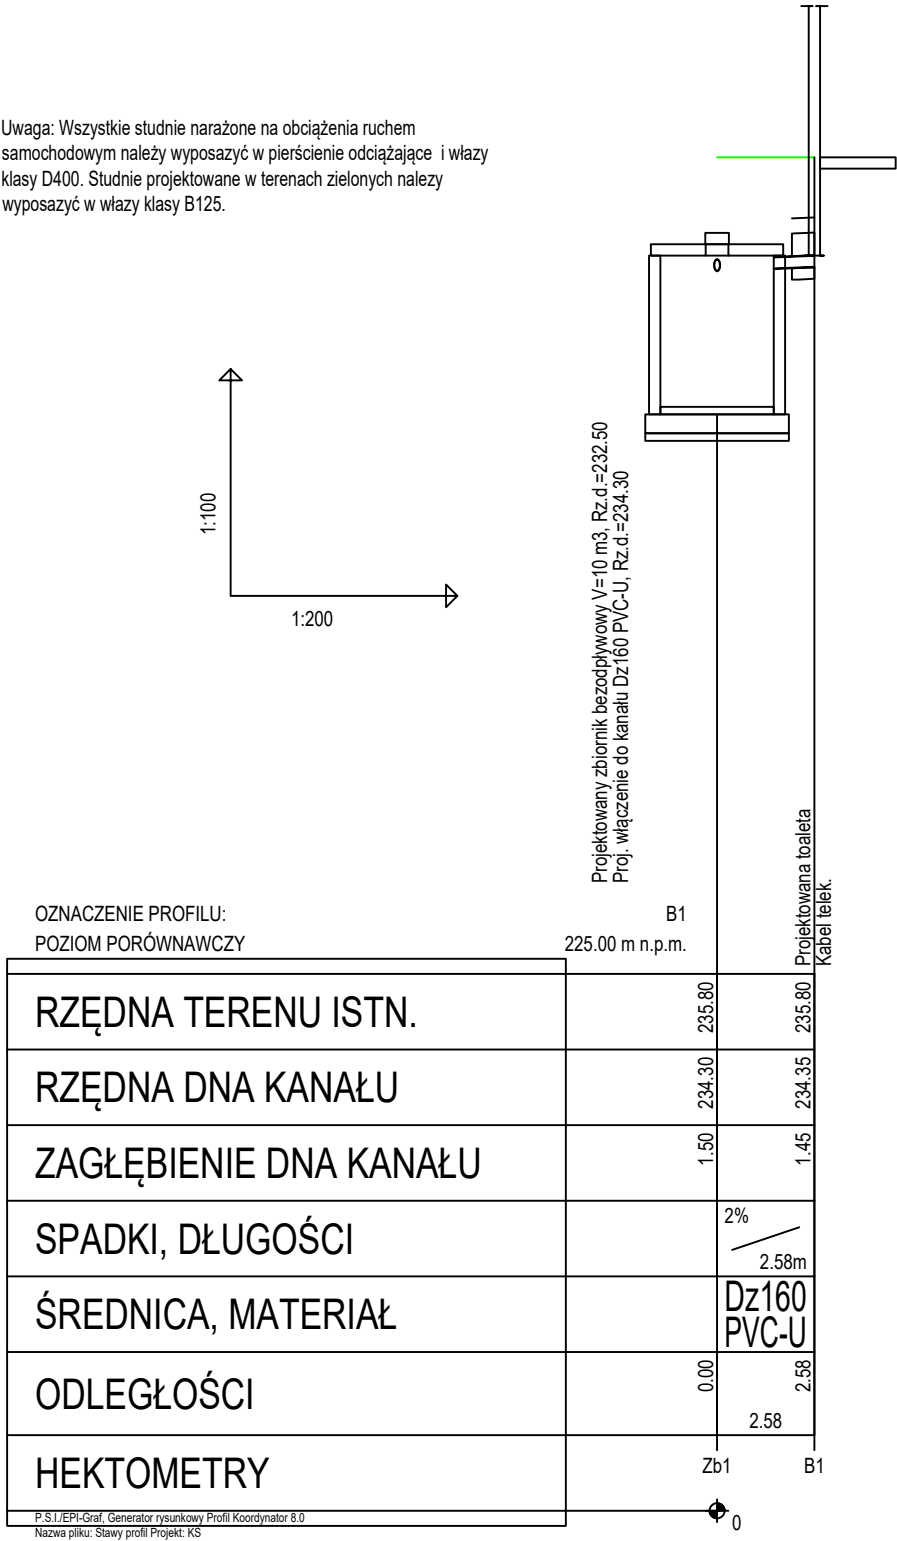 Uwaga: Wszystkie studnie narażone na obciążenia ruchem
samochodowym należy wyposazyć w pierścienie odciążające i włazy
klasy D400. Studnie projektowane w terenach zielonych nalezy
wyposazyć w włazy klasy B125.
1:100
1:200
Projektowany zbiornik bezodpływowy V=10 m3, Rz.d.=232.50
Proj. włączenie do kanału Dz160 PVC-U, Rz.d.=234.30
Projektowana toaleta
Kabel telek.
OZNACZENIE PROFILU: B1
POZIOM PORÓWNAWCZY 225.00 m n.p.m.
RZĘDNA TERENU ISTN. 235.80 235.80
RZĘDNA DNA KANAŁU 234.30 234.35
ZAGŁĘBIENIE DNA KANAŁU 1.50 1.45
SPADKI, DŁUGOŚCI 2% 2.58m
ŚREDNICA, MATERIAŁ Dz160
PVC-U
ODLEGŁOŚCI 0.00 2.58
2.58
HEKTOMETRY Zb1 B1
0
P.S.I./EPI-Graf, Generator rysunkowy Profil Koordynator 8.0
Nazwa pliku: Stawy profil Projekt: KS